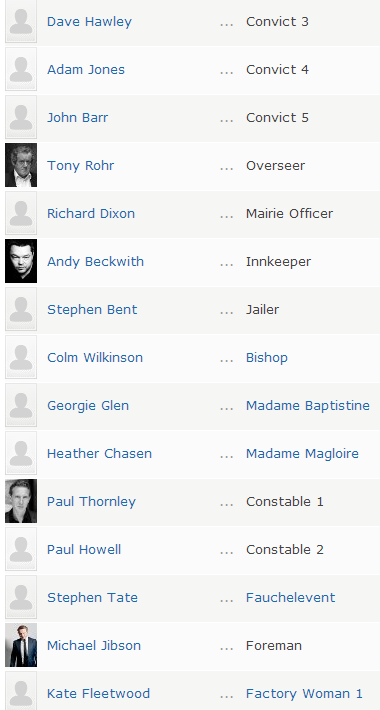 Dave Hawley ... Convict 3
Adam Jones ... Convict 4
John Barr ... Convict 5
Tony Rohr ... Overseer
Richard Dixon ... Mairie Officer
Andy Beckwith ... Innkeeper
Stephen Bent ... Jailer
Colm Wilkinson ... Bishop
Georgie Glen ... Madame Baptistine
Heather Chasen ... Madame Magloire
Paul Thornley ... Constable 1
Paul Howell ... Constable 2
Stephen Tate ... Fauchelevent
Michael Jibson ... Foreman
Kate Fleetwood ... Factory Woman 1